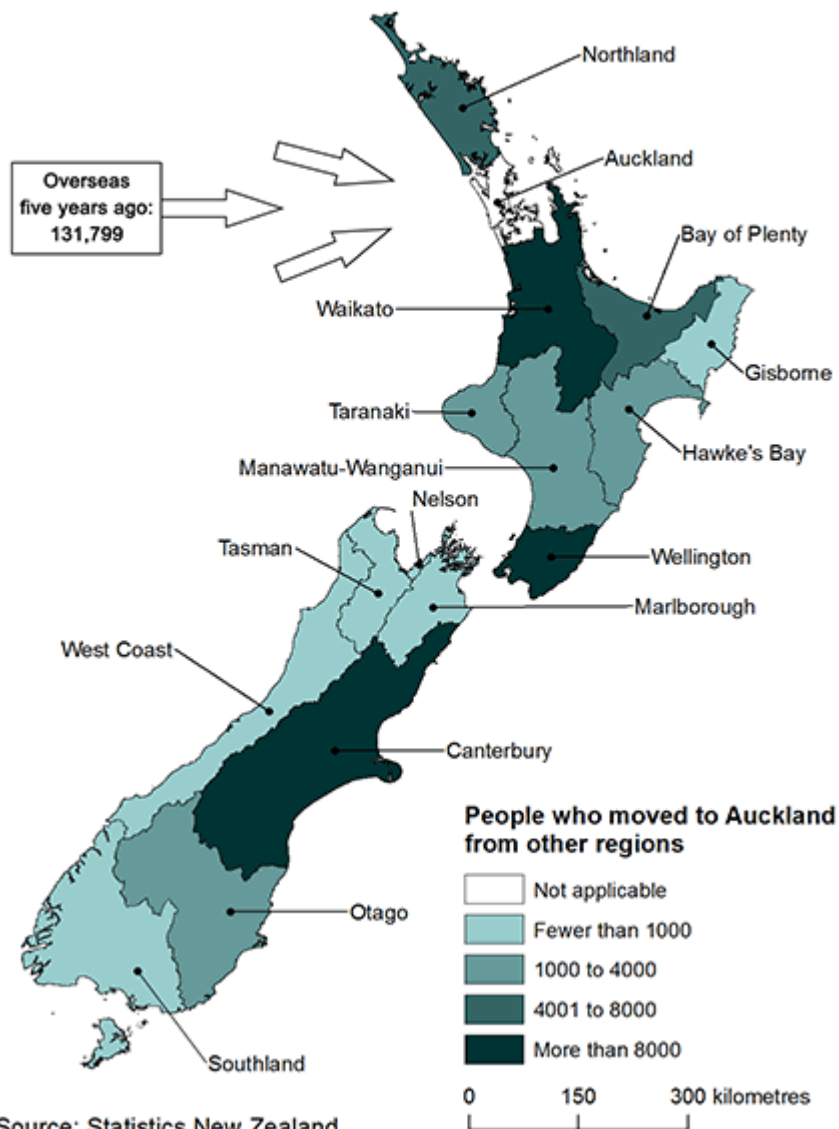 Northland
Auckland
Overseas
five years ago:
131,799
Bay of Plenty
Waikato
Gisborne
Taranaki
Hawke's Bay
Manawatu-Wanganui
Nelson
Tasman
Wellington
Marlborough
West Coast
Canterbury
People who moved to Auckland
from other regions
Not applicable
Fewer than 1000
Otago
1000 to 4000
4001 to 8000
More than 8000
Southland
0 150 300 kilometres
Source: Statistics New Zealand